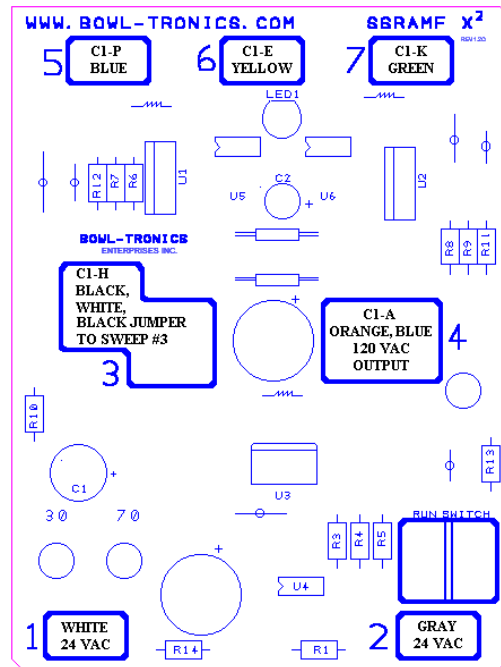 WWW. BOWL-TRONICS. COM
SSRAMF X²
REV1.20
5
C1-P
BLUE
6
C1-E
YELLOW
7
C1-K
GREEN
LED1
U1
R12
R7
R6
U5
C2
+
U6
U2
R8
R9
R11
BOWL-TRONICS
ENTERPRISES INC.
C1-H
BLACK,
WHITE,
BLACK JUMPER
TO SWEEP #3
3
+
C1-A
ORANGE, BLUE
120 VAC
OUTPUT
4
R10
C1
+
U3
R13
30
70
RUN SWITCH
R3
R4
R5
+
U4
1
WHITE
24 VAC
R14
R1
2
GRAY
24 VAC